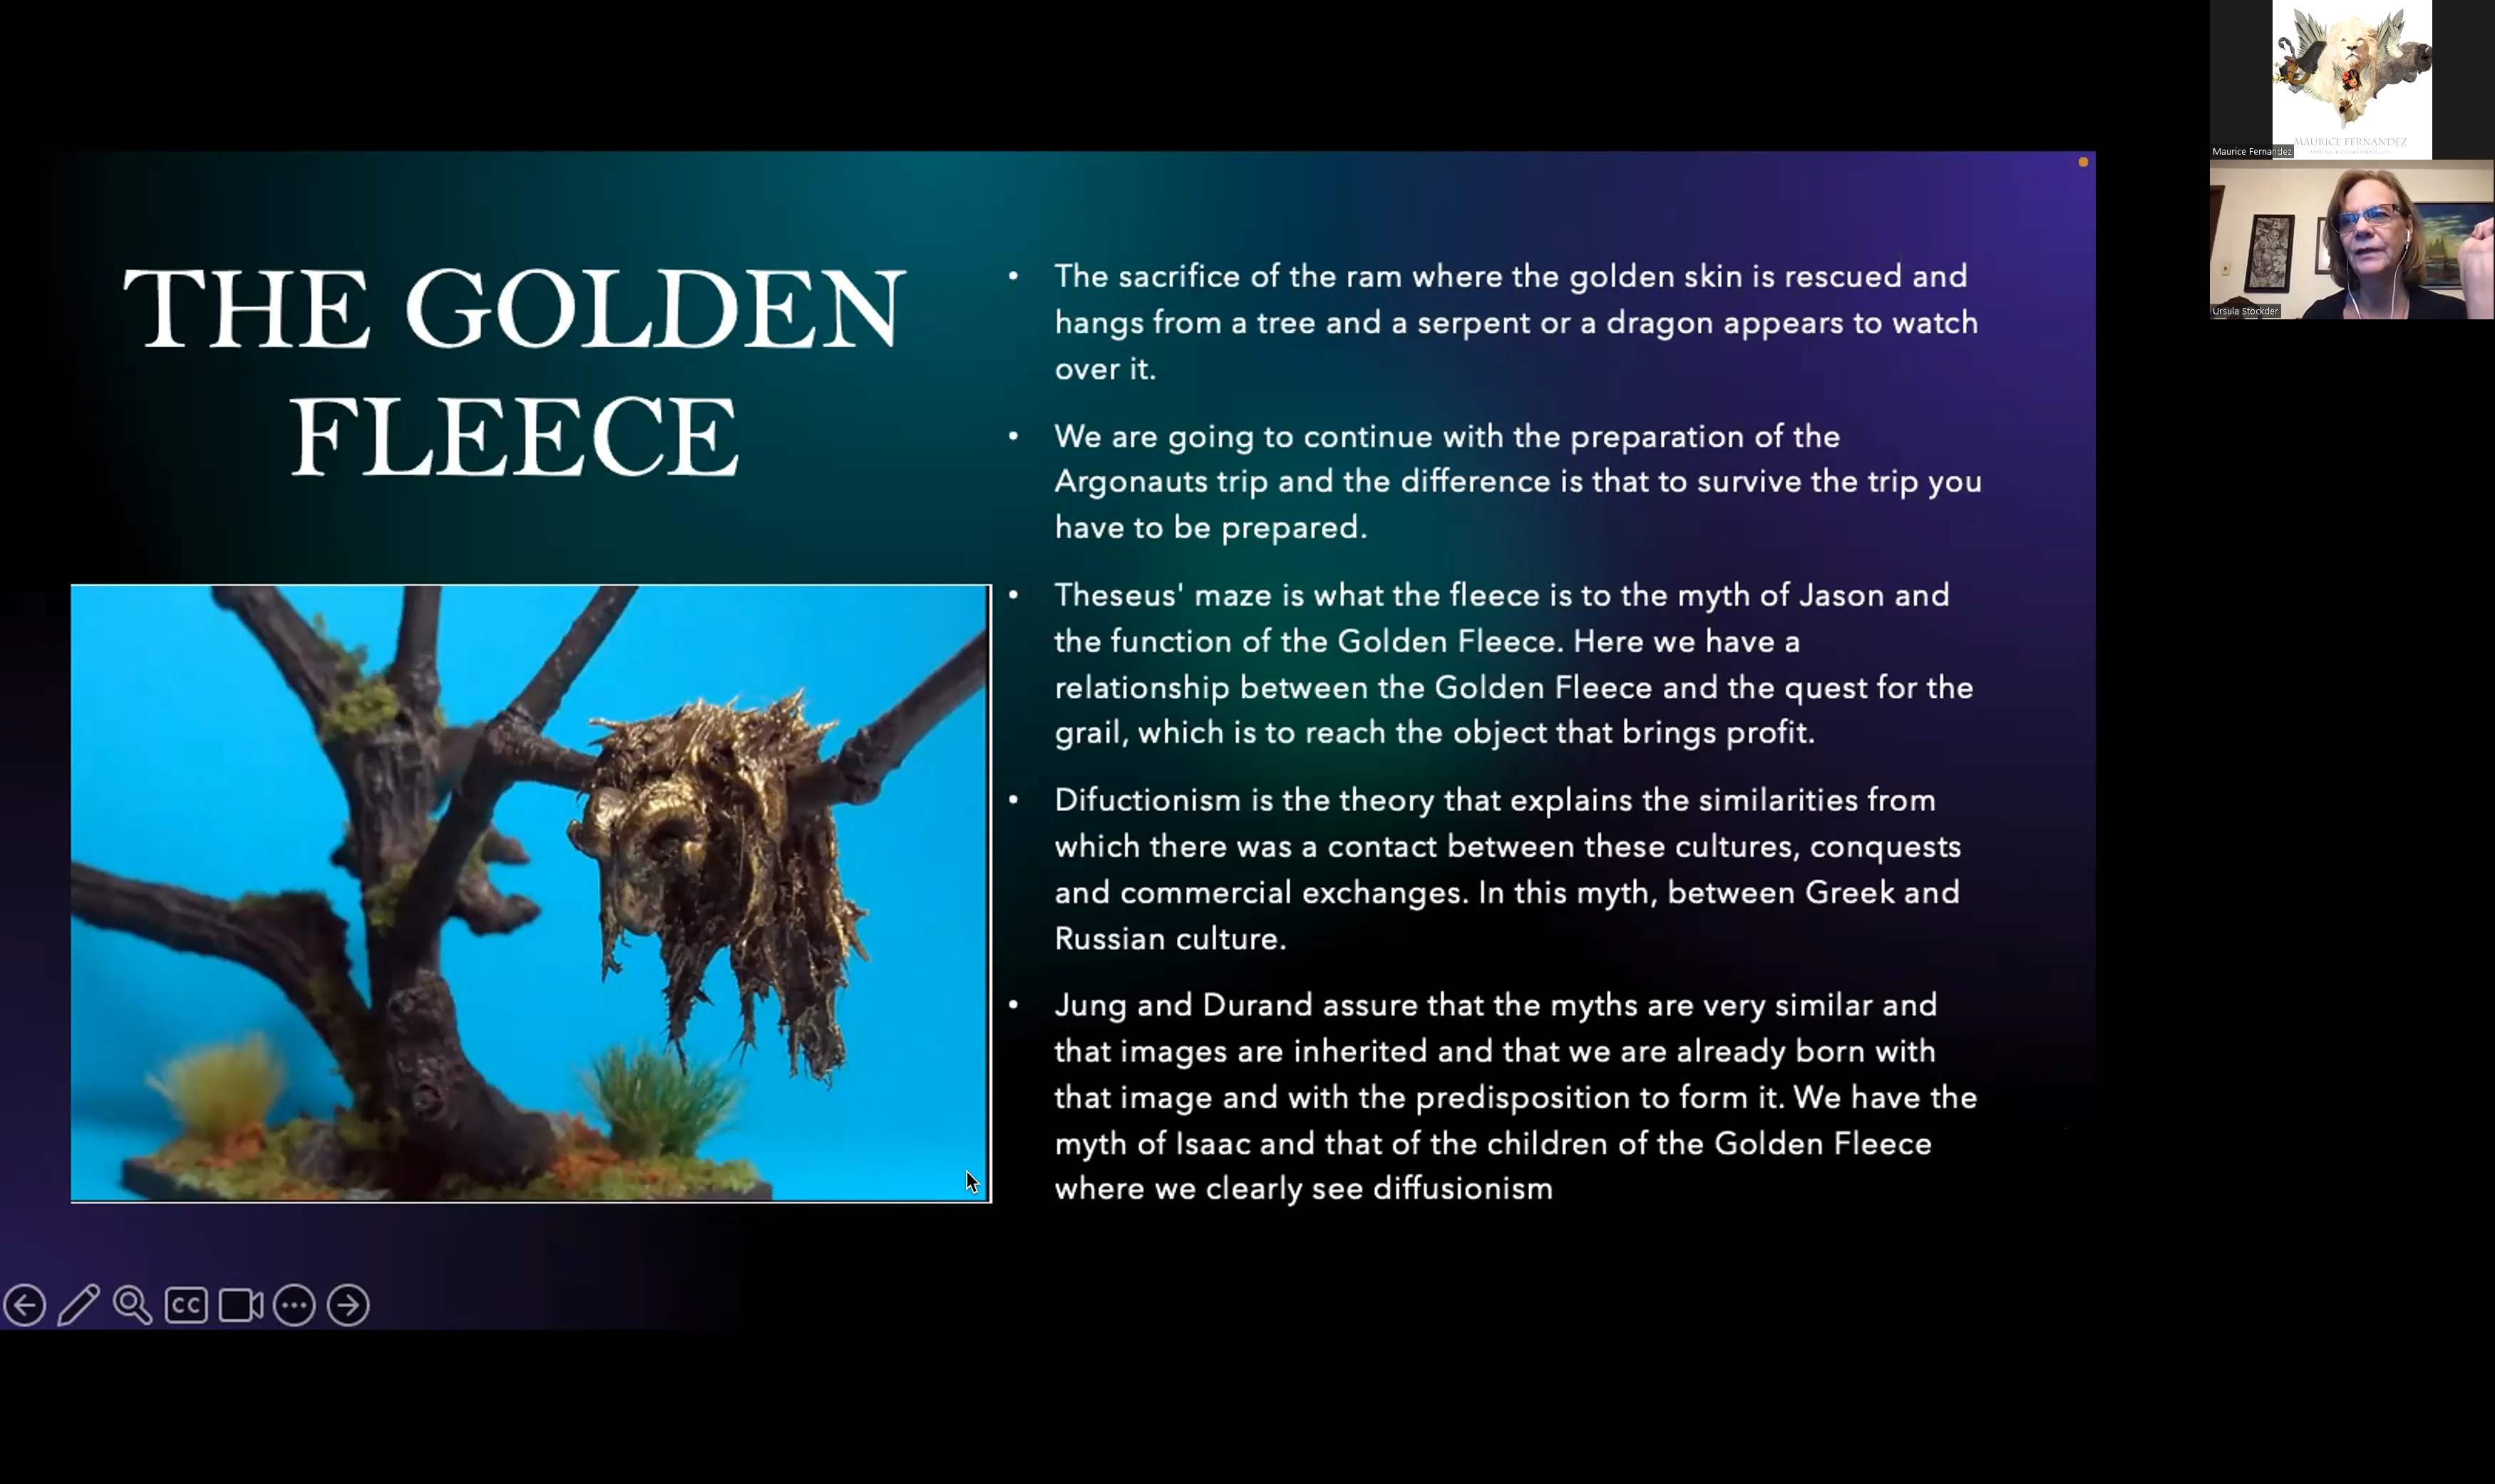 THE GOLDEN
FLEECE
• The sacrifice of the ram where the golden skin is rescued and
hangs from a tree and a serpent or a dragon appears to watch
over it.
• We are going to continue with the preparation of the
Argonauts trip and the difference is that to survive the trip you
have to be prepared.
• Theseus' maze is what the fleece is to the myth of Jason and
the function of the Golden Fleece. Here we have a
relationship between the Golden Fleece and the quest for the
grail, which is to reach the object that brings profit.
• Difuctionism is the theory that explains the similarities from
which there was a contact between these cultures, conquests
and commercial exchanges. In this myth, between Greek and
Russian culture.
• Jung and Durand assure that the myths are very similar and
that images are inherited and that we are already born with
that image and with the predisposition to form it. We have the
myth of Isaac and that of the children of the Golden Fleece
where we clearly see diffusionism
CC
MAURICE FERNANDEZ
Maurice Fernandez
Ursula Stockder